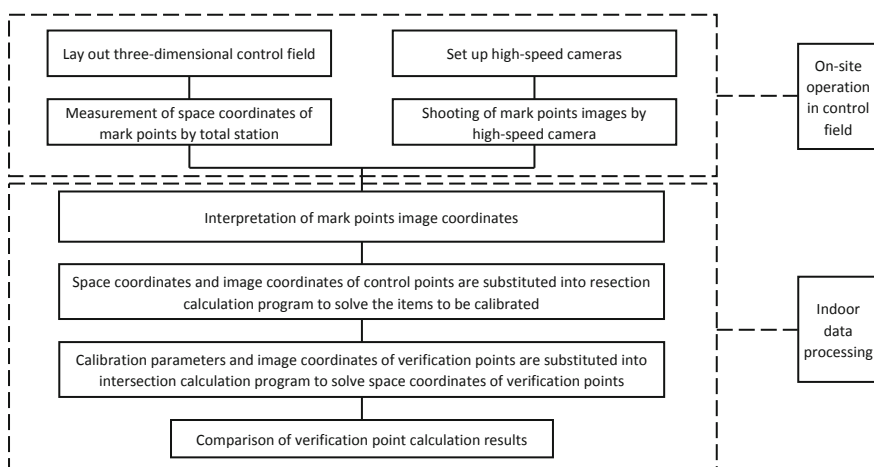 Lay out three-dimensional control field
Set up high-speed cameras
Measurement of space coordinates of
mark points by total station
Shooting of mark points images by
high-speed camera
On-site
operation
in control
field
Interpretation of mark points image coordinates
Space coordinates and image coordinates of control points are substituted into resection
calculation program to solve the items to be calibrated
Calibration parameters and image coordinates of verification points are substituted into
intersection calculation program to solve space coordinates of verification points
Comparison of verification point calculation results
Indoor
data
processing